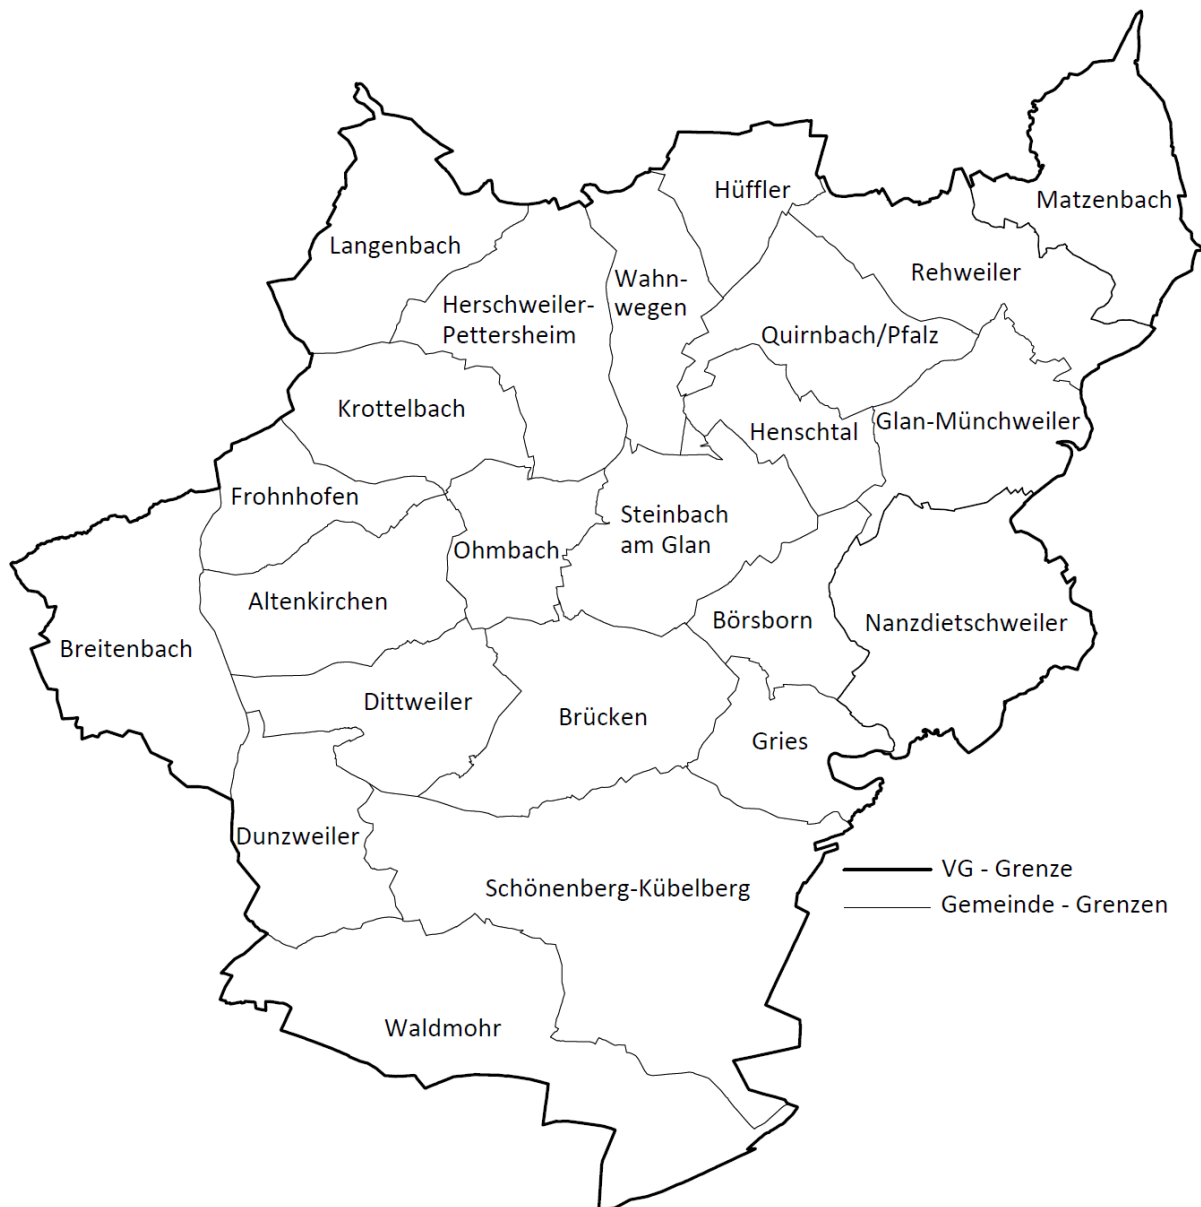 Hüffler
Matzenbach
Langenbach
Rehweiler
Wahn-
wegen
Herschweiler-
Pettersheim
Quirnbach/Pfalz
Krottelbach
Henschtal
Glan-Münchweiler
Frohnhofen
Steinbach
am Glan
Ohmbach
Altenkirchen
Börsborn
Nanzdietschweiler
Breitenbach
Dittweiler
Brücken
Gries
Dunzweiler
VG - Grenze
Schönenberg-Kübelberg
Gemeinde - Grenzen
Waldmohr